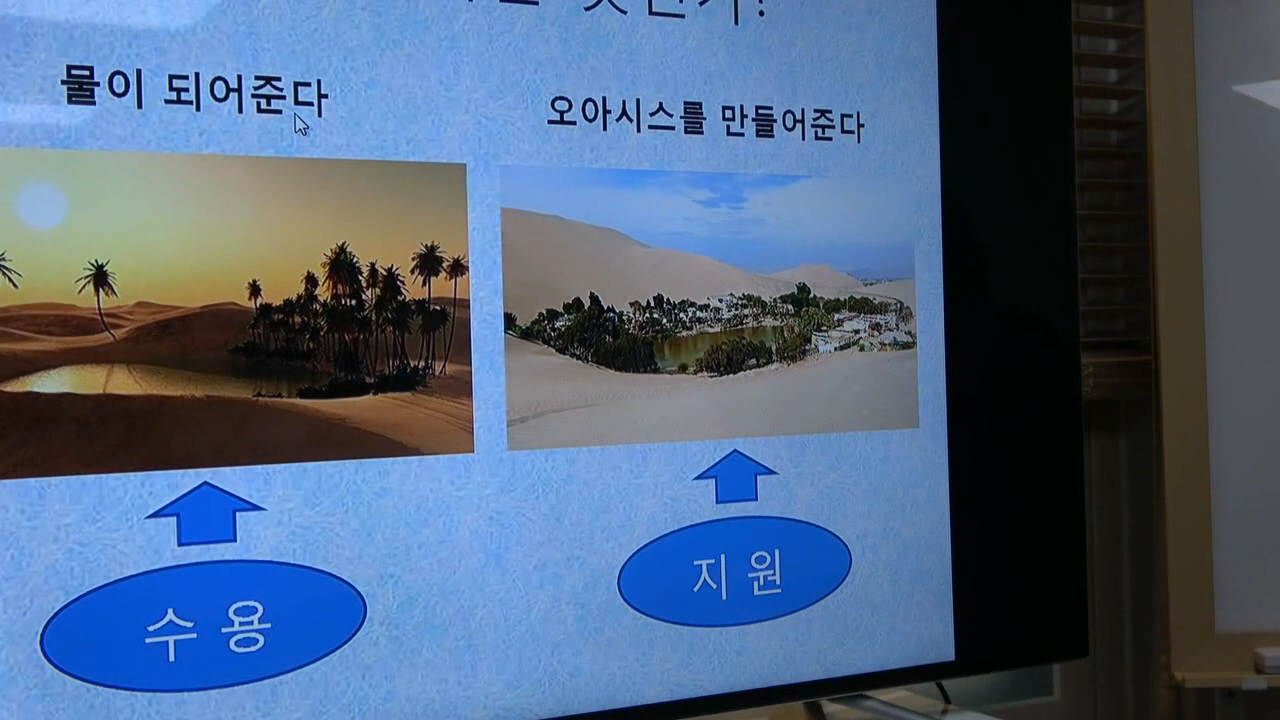 물이 되어준다
오아시스를 만들어준다
수용
지원